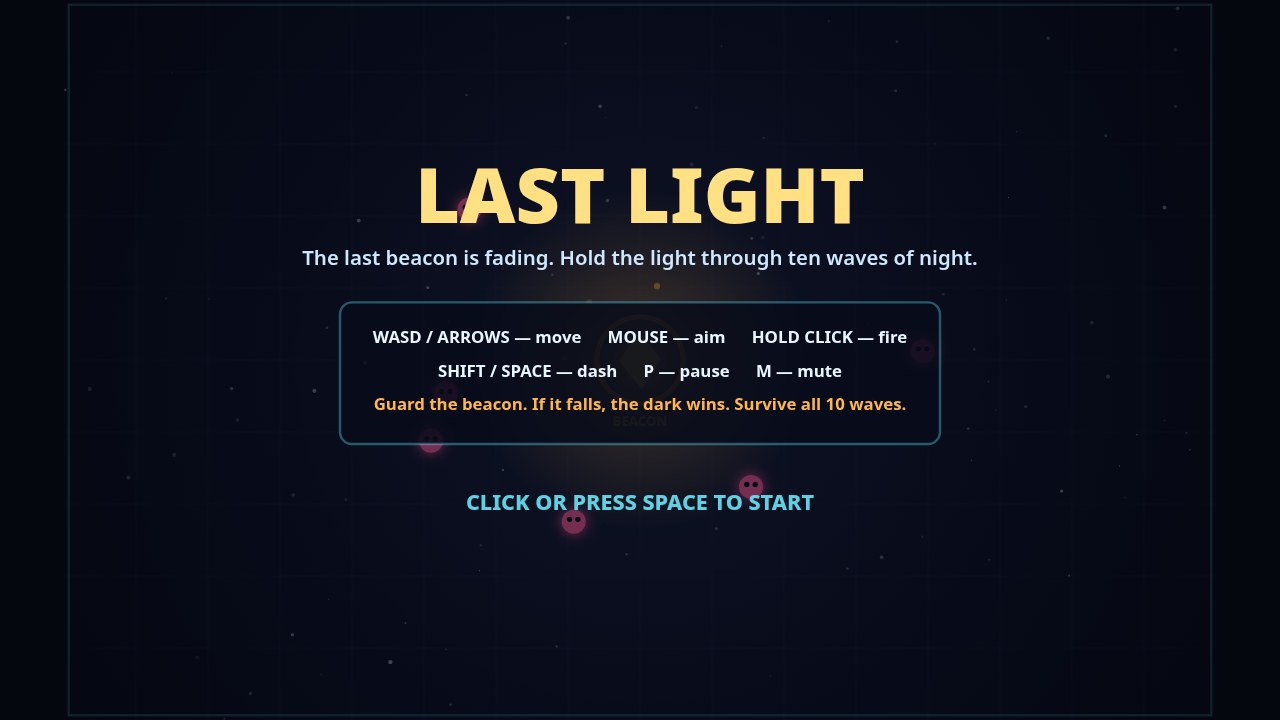 LAST LIGHT
The last beacon is fading. Hold the light through ten waves of night.
WASD / ARROWS — move MOUSE — aim HOLD CLICK — fire
SHIFT / SPACE — dash P — pause M — mute
Guard the beacon. If it falls, the dark wins. Survive all 10 waves.
BEACON
CLICK OR PRESS SPACE TO START